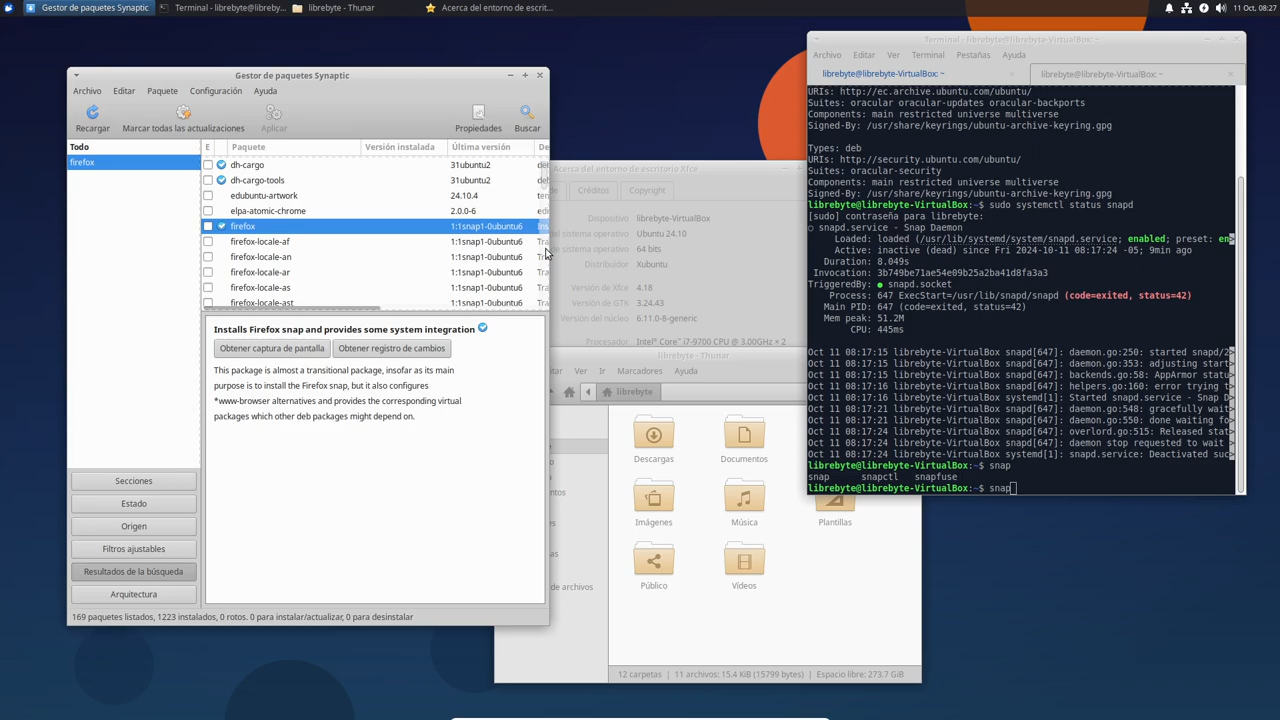 Gestor de paquetes Synaptic
Terminal - librebyte@libreby...
librebyte - Thunar
Acerca del entorno de escrit...
11 Oct, 08:27
Gestor de paquetes Synaptic
Archivo Editar Paquete Configuración Ayuda
Recargar Marcar todas las actualizaciones Aplicar Propiedades Buscar
Todo
firefox
E Paquete Versión instalada Última versión De
dh-cargo 31ubuntu2 de
dh-cargo-tools 31ubuntu2 de
edubuntu-artwork 24.10.4
elpa-atomic-chrome 2.0.0-6 ed
firefox 1:1snap1-0ubuntu6 Ins
firefox-locale-af 1:1snap1-0ubuntu6 Tra
firefox-locale-an 1:1snap1-0ubuntu6 Tra
firefox-locale-ar 1:1snap1-0ubuntu6 Tra
firefox-locale-as 1:1snap1-0ubuntu6 Tra
firefox-locale-ast 1:1snap1-0ubuntu6 Tra
Installs Firefox snap and provides some system integration
Obtener captura de pantalla Obtener registro de cambios
This package is almost a transitional package, insofar as its main
purpose is to install the Firefox snap, but it also configures
*www-browser alternatives and provides the corresponding virtual
packages which other deb packages might depend on.
Secciones
Estado
Origen
Filtros ajustables
Resultados de la búsqueda
Arquitectura
169 paquetes listados, 1223 instalados, 0 rotos. 0 para instalar/actualizar, 0 para desinstalar
Acerca del entorno de escritorio Xfce
de Créditos Copyright
Dispositivo librebyte-VirtualBox
de sistema operativo Ubuntu 24.10
de sistema operativo 64 bits
Distribuidor Xubuntu
Versión de Xfce 4.18
Versión de GTK 3.24.43
Versión del núcleo 6.11.0-8-generic
Procesador Intel® Core™ i7-9700 CPU @ 3.00GHz × 2
librebyte - Thunar
tar Ver Ir Marcadores Ayuda
librebyte
Descargas Documentos
Imágenes Música Plantillas
Público Vídeos
de archivos
12 carpetas | 11 archivos: 15.4 KiB (15799 bytes) | Espacio libre: 273.7 GiB
Terminal - librebyte@librebyte-VirtualBox: ~
Archivo Editar Ver Terminal Pestañas Ayuda
librebyte@librebyte-VirtualBox: ~ librebyte@librebyte-VirtualBox: ~
URIs: http://ec.archive.ubuntu.com/ubuntu/
Suites: oracular oracular-updates oracular-backports
Components: main restricted universe multiverse
Signed-By: /usr/share/keyrings/ubuntu-archive-keyring.gpg
Types: deb
URIs: http://security.ubuntu.com/ubuntu/
Suites: oracular-security
Components: main restricted universe multiverse
Signed-By: /usr/share/keyrings/ubuntu-archive-keyring.gpg
librebyte@librebyte-VirtualBox:~$ sudo systemctl status snapd
[sudo] contraseña para librebyte:
○ snapd.service - Snap Daemon
Loaded: loaded (/usr/lib/systemd/system/snapd.service; enabled; preset: en>
Active: inactive (dead) since Fri 2024-10-11 08:17:24 -05; 9min ago
Duration: 8.049s
Invocation: 3b749be71ae54e09b25a2ba41d8fa3a3
TriggeredBy: ● snapd.socket
Process: 647 ExecStart=/usr/lib/snapd/snapd (code=exited, status=42)
Main PID: 647 (code=exited, status=42)
Mem peak: 51.2M
CPU: 445ms
Oct 11 08:17:15 librebyte-VirtualBox snapd[647]: daemon.go:250: started snapd/2>
Oct 11 08:17:15 librebyte-VirtualBox snapd[647]: daemon.go:353: adjusting start>
Oct 11 08:17:15 librebyte-VirtualBox snapd[647]: backends.go:58: AppArmor statu>
Oct 11 08:17:16 librebyte-VirtualBox snapd[647]: helpers.go:160: error trying t>
Oct 11 08:17:16 librebyte-VirtualBox systemd[1]: Started snapd.service - Snap D>
Oct 11 08:17:21 librebyte-VirtualBox snapd[647]: daemon.go:548: gracefully wait>
Oct 11 08:17:21 librebyte-VirtualBox snapd[647]: daemon.go:550: done waiting fo>
Oct 11 08:17:24 librebyte-VirtualBox snapd[647]: overlord.go:515: Released stat>
Oct 11 08:17:24 librebyte-VirtualBox snapd[647]: daemon stop requested to wait >
Oct 11 08:17:24 librebyte-VirtualBox systemd[1]: snapd.service: Deactivated suc>
librebyte@librebyte-VirtualBox:~$ snap
snap snapctl snapfuse
librebyte@librebyte-VirtualBox:~$ snap